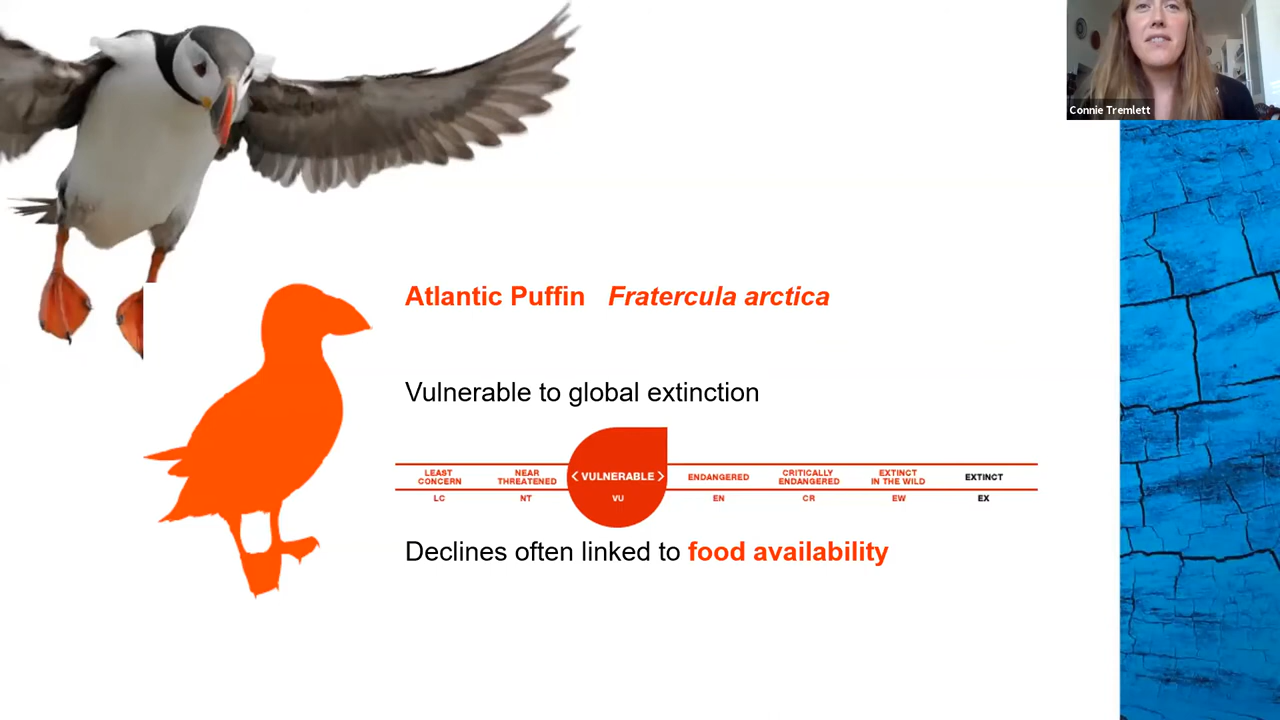 Connie Tremlett
Atlantic Puffin Fratercula arctica
Vulnerable to global extinction
LEAST CONCERN
NEAR THREATENED
< VULNERABLE >
ENDANGERED
CRITICALLY ENDANGERED
EXTINCT IN THE WILD
EXTINCT
LC
NT
VU
EN
CR
EW
EX
Declines often linked to food availability